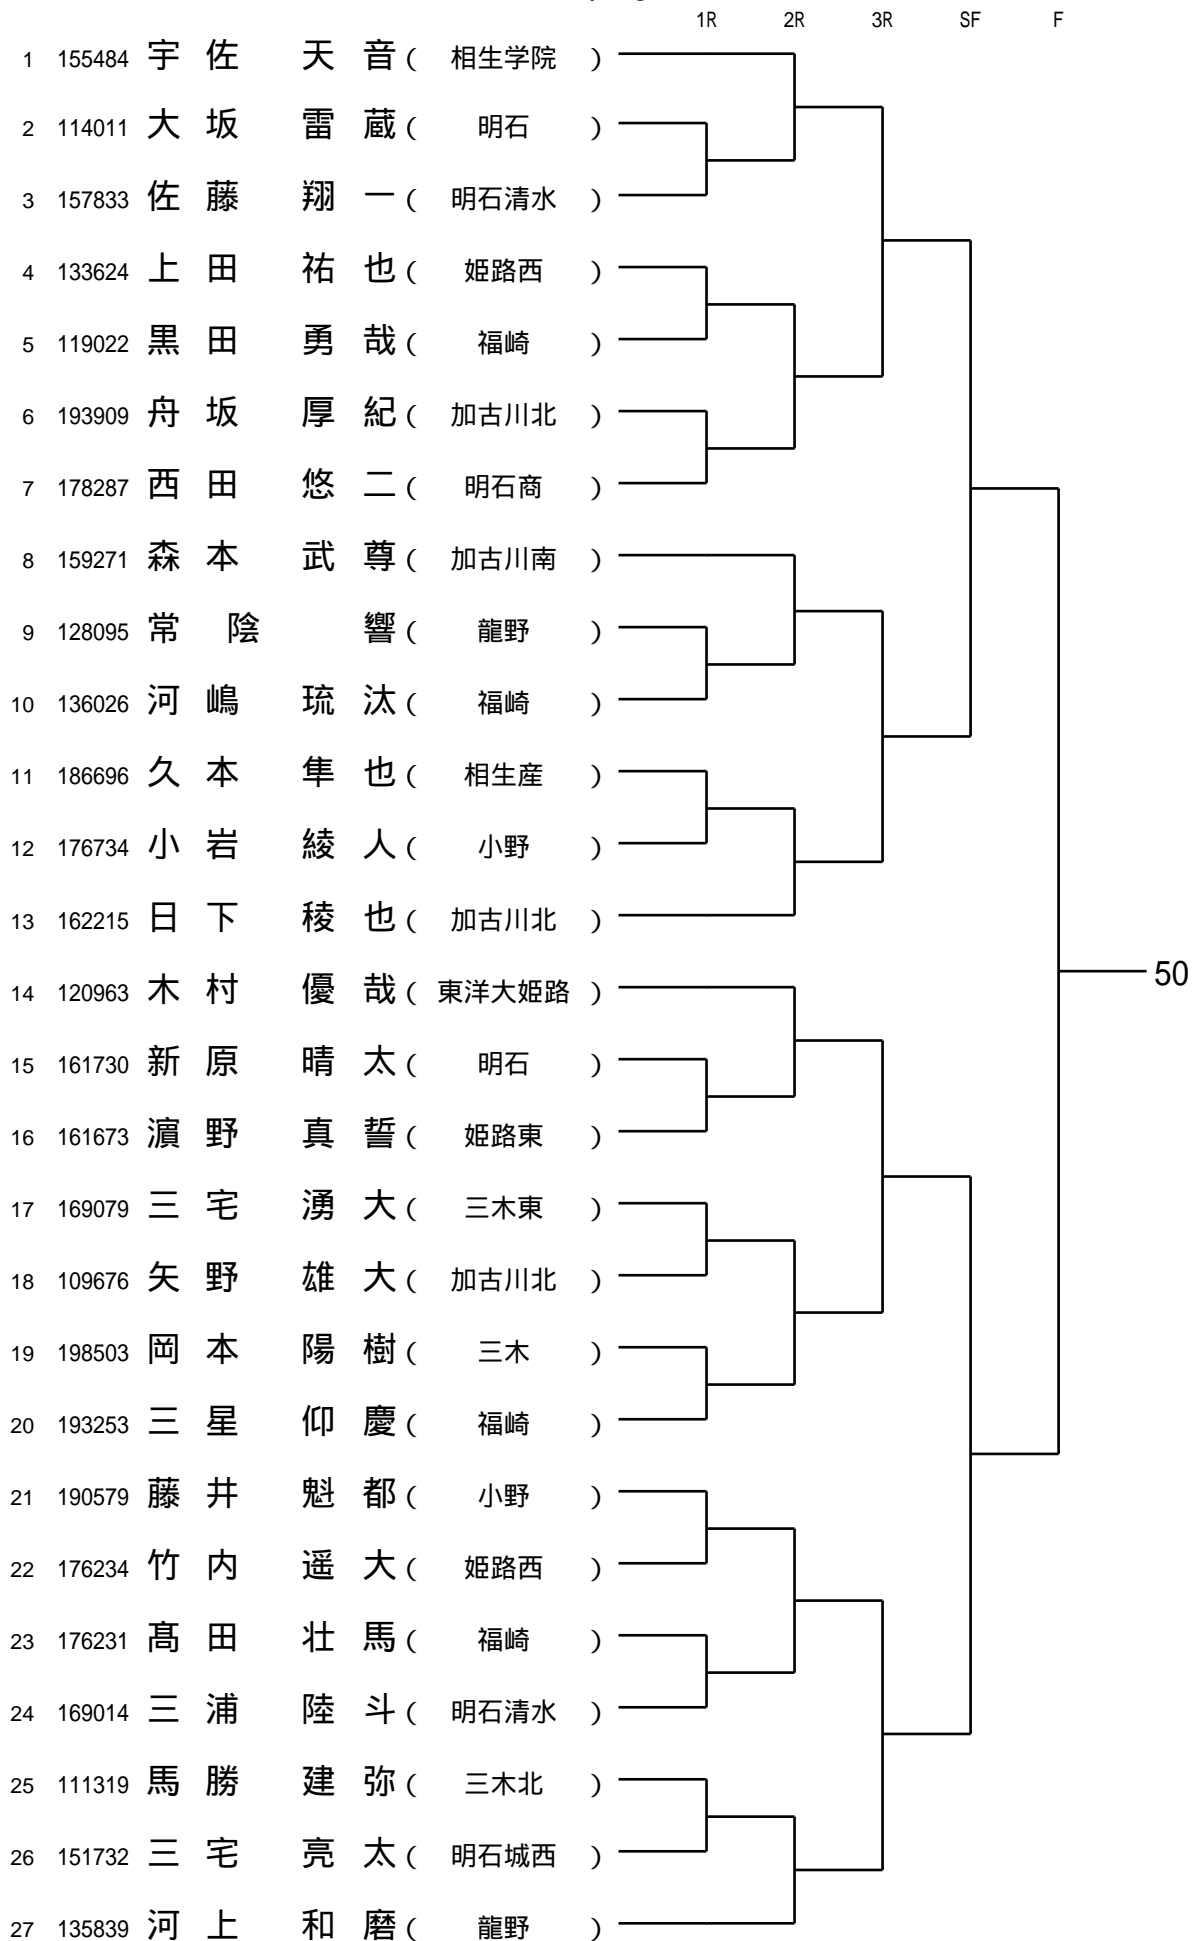 1R 2R 3R SF F
1 155484 宇佐 天音 ( 相生学院 )
2 114011 大坂 雷蔵 ( 明石 )
3 157833 佐藤 翔一 ( 明石清水 )
4 133624 上田 祐也 ( 姫路西 )
5 119022 黒田 勇哉 ( 福崎 )
6 193909 舟坂 厚紀 ( 加古川北 )
7 178287 西田 悠二 ( 明石商 )
8 159271 森本 武尊 ( 加古川南 )
9 128095 常陰 響 ( 龍野 )
10 136026 河嶋 琉汰 ( 福崎 )
11 186696 久本 隼也 ( 相生産 )
12 176734 小岩 綾人 ( 小野 )
13 162215 日下 稜也 ( 加古川北 )
50
14 120963 木村 優哉 ( 東洋大姫路 )
15 161730 新原 晴太 ( 明石 )
16 161673 濵野 真誓 ( 姫路東 )
17 169079 三宅 湧大 ( 三木東 )
18 109676 矢野 雄大 ( 加古川北 )
19 198503 岡本 陽樹 ( 三木 )
20 193253 三星 仰慶 ( 福崎 )
21 190579 藤井 魁都 ( 小野 )
22 176234 竹内 遥大 ( 姫路西 )
23 176231 髙田 壮馬 ( 福崎 )
24 169014 三浦 陸斗 ( 明石清水 )
25 111319 馬勝 建弥 ( 三木北 )
26 151732 三宅 亮太 ( 明石城西 )
27 135839 河上 和磨 ( 龍野 )